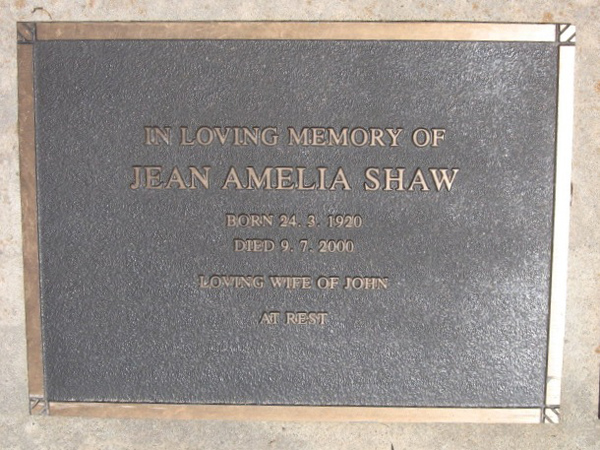 IN LOVING MEMORY OF
JEAN AMELIA SHAW
BORN 24. 3. 1920
DIED 9. 7. 2000
LOVING WIFE OF JOHN
AT REST